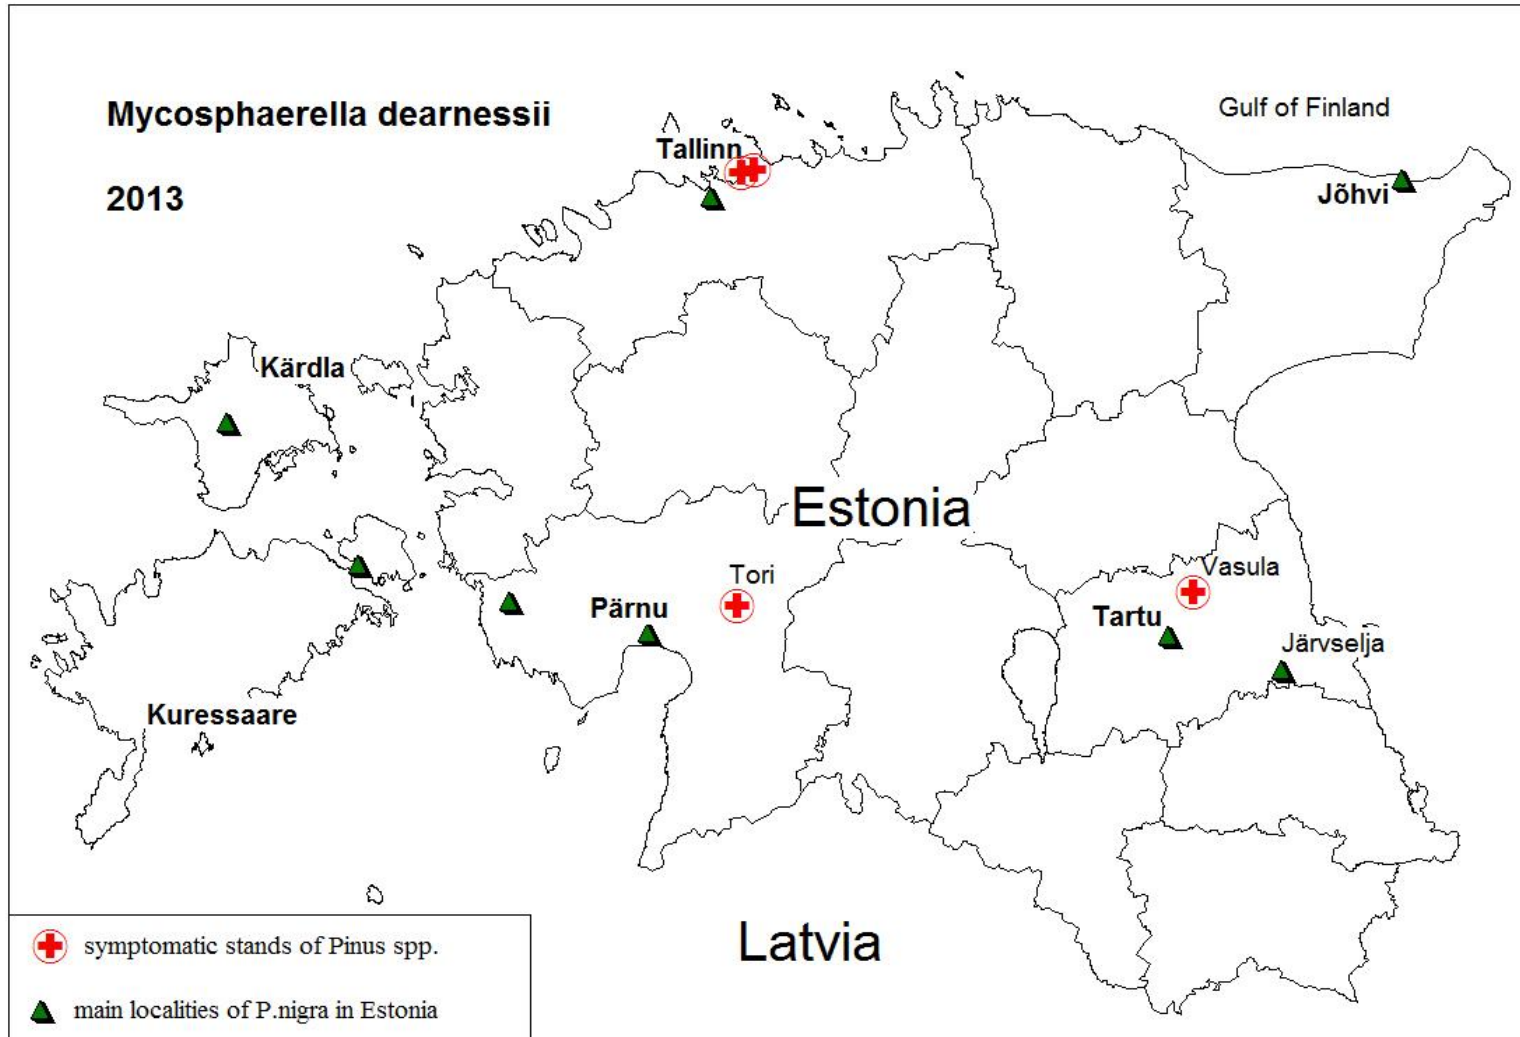 Mycosphaerella dearnessii
2013
Gulf of Finland
Tallinn
Jõhvi
Kärdla
Estonia
Tori
Vasula
Pärnu
Tartu
Järvselja
Kuressaare
Latvia
symptomatic stands of Pinus spp.
main localities of P.nigra in Estonia